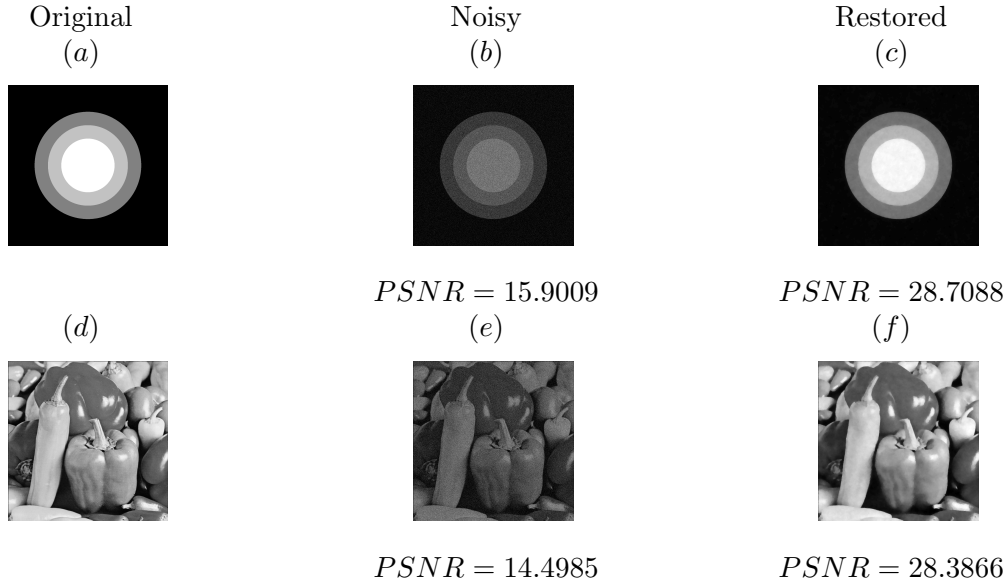 Original Noisy Restored
(a) (b) (c)
PSNR = 15.9009 PSNR = 28.7088
(d) (e) (f)
PSNR = 14.4985 PSNR = 28.3866